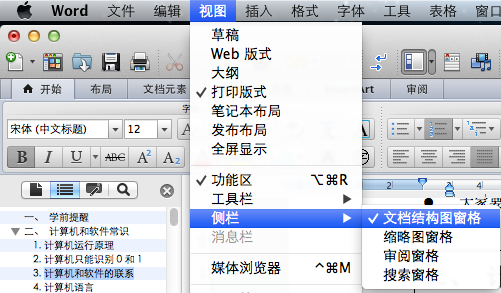 Word 文件 编辑 视图 插入 格式 字体 工具 表格 窗口
草稿
Web 版式
大纲
✓ 打印版式
笔记本布局
发布布局
全屏显示
✓ 功能区 ⌥⌘R
工具栏
侧栏
消息栏
媒体浏览器 ^⌘M
✓ 文档结构图窗格
缩略图窗格
审阅窗格
搜索窗格
开始 布局 文档元素 审阅
宋体 (中文标题) 12
B I U ABC A² A₂
2 4
一、 学前提醒
二、 计算机和软件常识
1. 计算机运行原理
2. 计算机只能识别 0 和 1
3. 计算机和软件的联系
4. 计算机语言